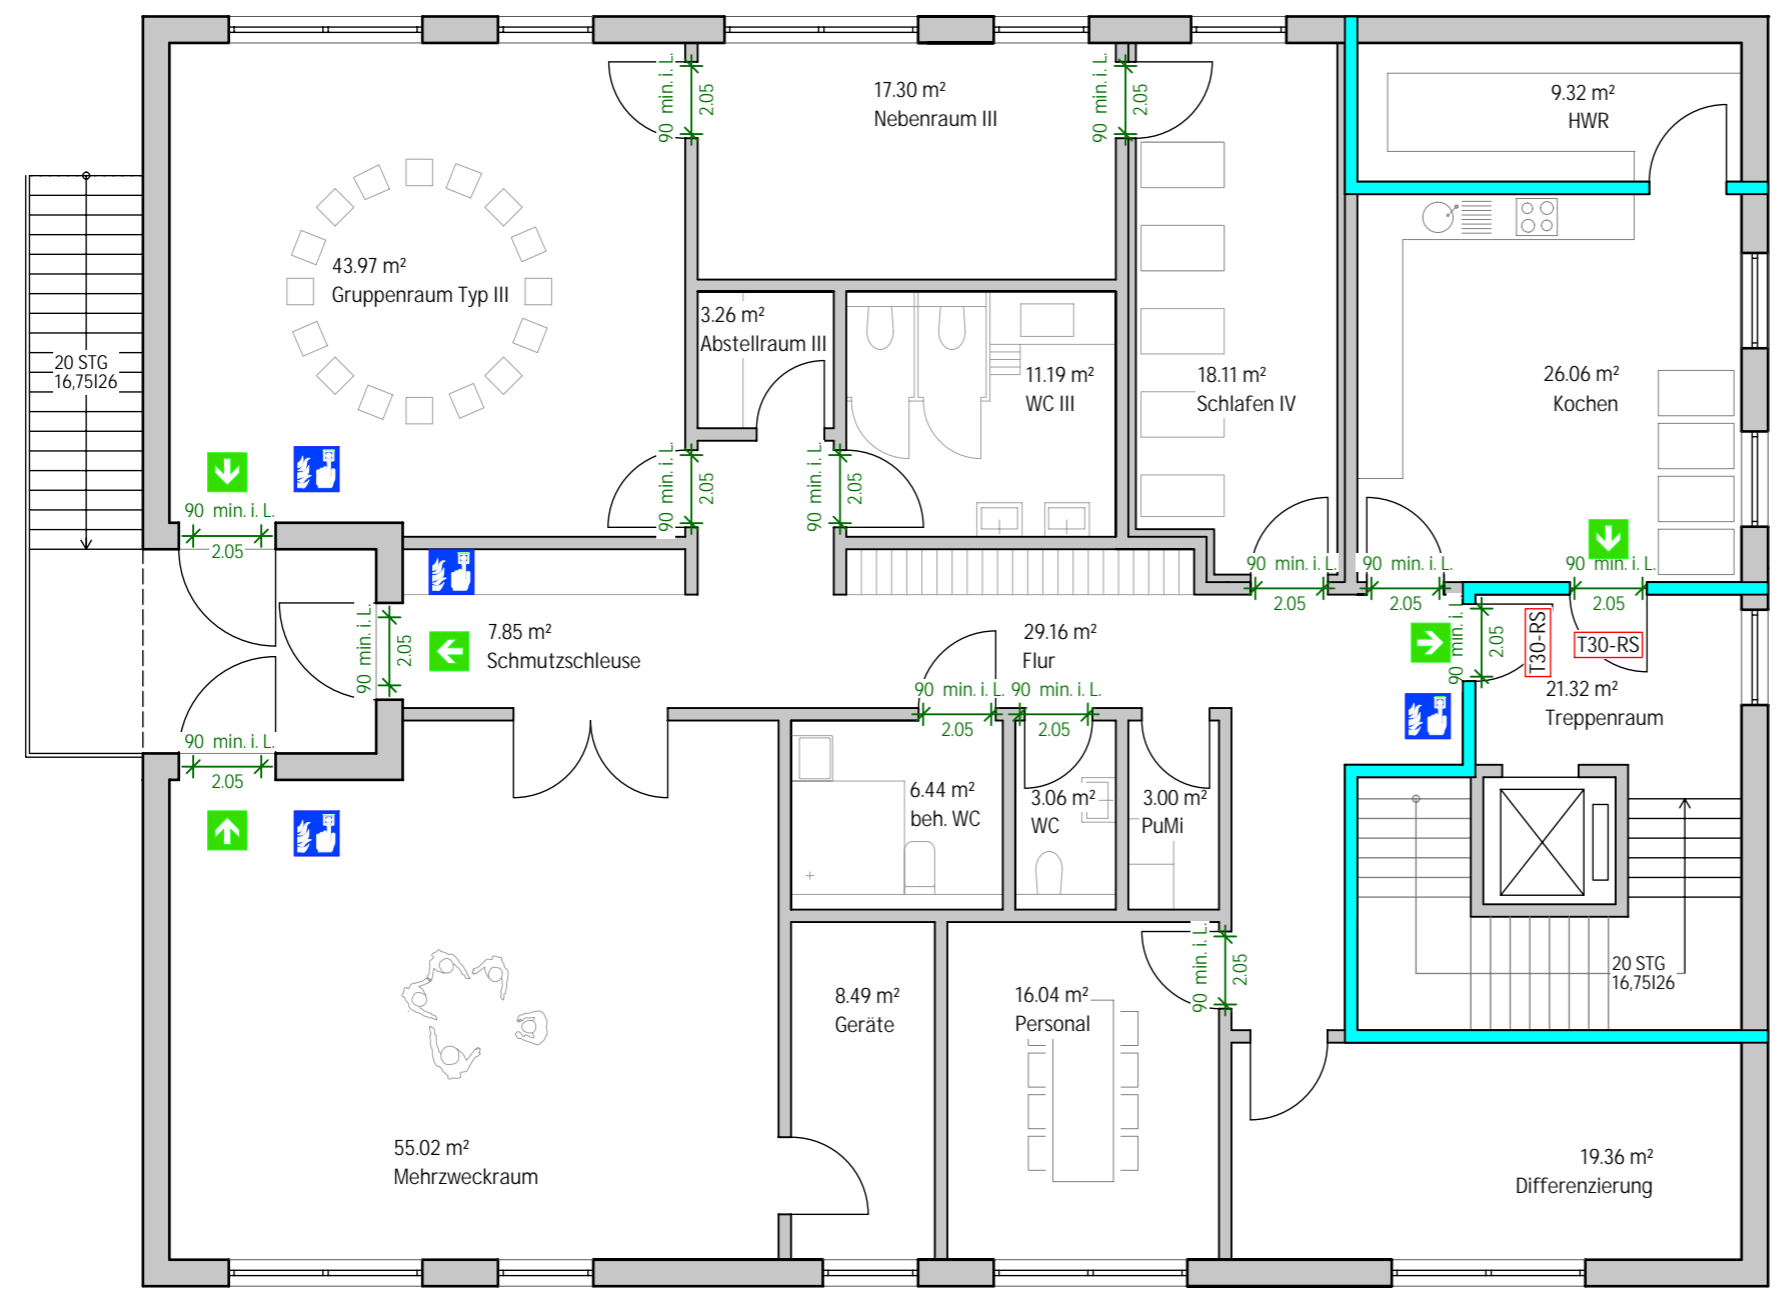 90 min. i. L.
2.05
17.30 m²
Nebenraum III
90 min. i. L.
2.05
9.32 m²
HWR
43.97 m²
Gruppenraum Typ III
3.26 m²
Abstellraum III
11.19 m²
WC III
18.11 m²
Schlafen IV
26.06 m²
Kochen
20 STG
16,75I26
90 min. i. L.
2.05
90 min. i. L.
2.05
90 min. i. L.
2.05
90 min. i. L.
2.05
90 min. i. L.
2.05
90 min. i. L.
2.05
90 min. i. L.
2.05
7.85 m²
Schmutzschleuse
29.16 m²
Flur
90 min. i. L.
2.05
T30-RS
T30-RS
21.32 m²
Treppenraum
90 min. i. L.
2.05
90 min. i. L.
2.05
90 min. i. L.
2.05
6.44 m²
beh. WC
3.06 m²
WC
3.00 m²
PuMi
90 min. i. L.
2.05
20 STG
16,75I26
8.49 m²
Geräte
16.04 m²
Personal
55.02 m²
Mehrzweckraum
19.36 m²
Differenzierung